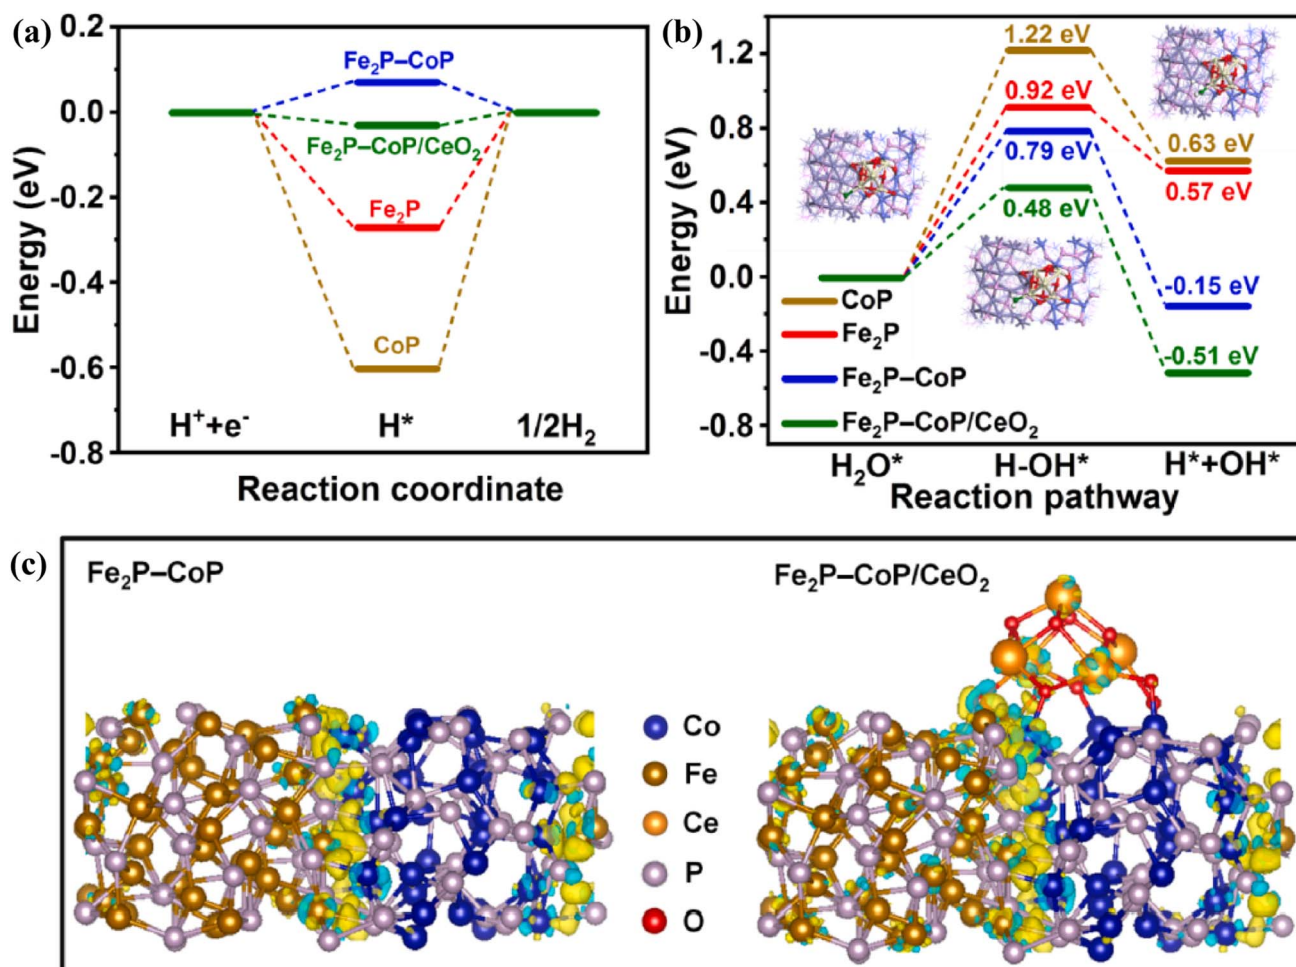 (a)
0.2
0.0
-0.2
-0.4
-0.6
-0.8
Energy (eV)
Fe₂P–CoP
Fe₂P–CoP/CeO₂
Fe₂P
CoP
H⁺+e⁻
H*
1/2H₂
Reaction coordinate
(b)
1.2
0.8
0.4
0.0
-0.4
-0.8
Energy (eV)
1.22 eV
0.92 eV
0.79 eV
0.48 eV
0.63 eV
0.57 eV
-0.15 eV
-0.51 eV
CoP
Fe₂P
Fe₂P–CoP
Fe₂P–CoP/CeO₂
H₂O*
H-OH*
H*+OH*
Reaction pathway
(c)
Fe₂P–CoP
Fe₂P–CoP/CeO₂
Co
Fe
Ce
P
O